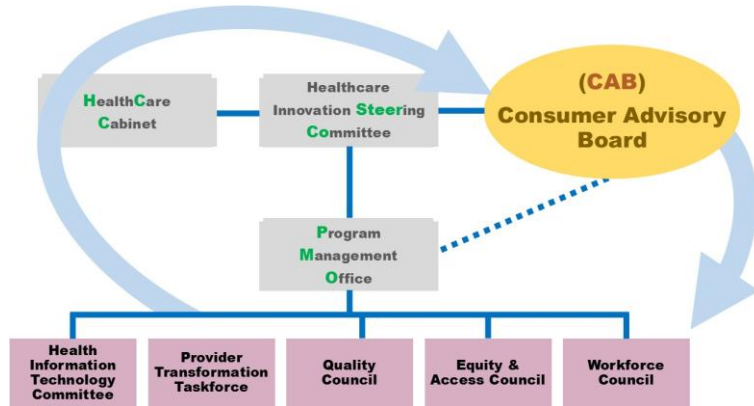 HealthCare
Cabinet
Healthcare
Innovation Steering
Committee
(CAB)
Consumer Advisory
Board
Program
Management
Office
Health
Information
Technology
Committee
Provider
Transformation
Taskforce
Quality
Council
Equity &
Access Council
Workforce
Council